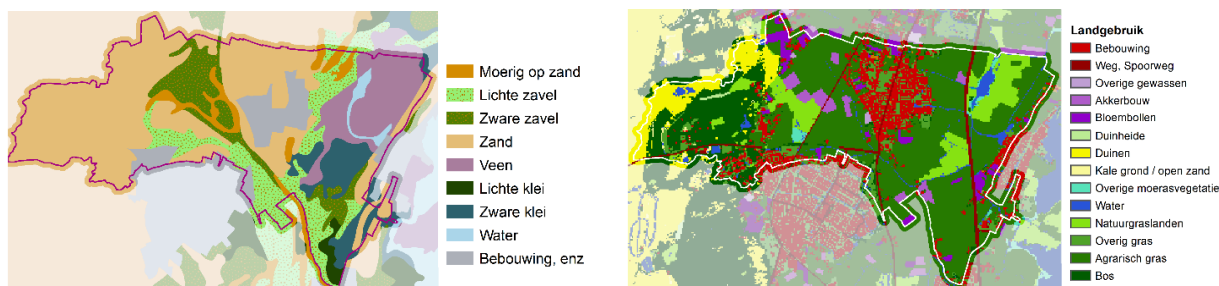 Moerig op zand
Lichte zavel
Zware zavel
Zand
Veen
Lichte klei
Zware klei
Water
Bebouwing, enz
Landgebruik
Bebouwing
Weg, Spoorweg
Overige gewassen
Akkerbouw
Bloembollen
Duinheide
Duinen
Kale grond / open zand
Overige moerasvegetatie
Water
Natuurgraslanden
Overig gras
Agrarisch gras
Bos